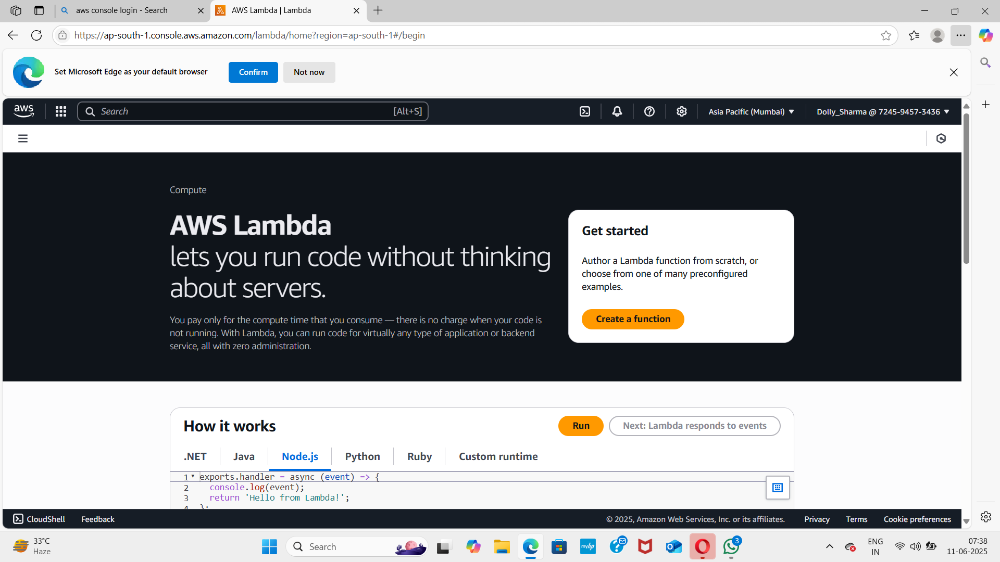 aws console login - Search
AWS Lambda | Lambda
https://ap-south-1.console.aws.amazon.com/lambda/home?region=ap-south-1#/begin
Set Microsoft Edge as your default browser
Confirm
Not now
aws
Search
[Alt+S]
Asia Pacific (Mumbai)
Dolly_Sharma @ 7245-9457-3436
Compute
AWS Lambda
lets you run code without thinking
about servers.
You pay only for the compute time that you consume — there is no charge when your code is
not running. With Lambda, you can run code for virtually any type of application or backend
service, all with zero administration.
Get started
Author a Lambda function from scratch, or
choose from one of many preconfigured
examples.
Create a function
How it works
Run
Next: Lambda responds to events
.NET
Java
Node.js
Python
Ruby
Custom runtime
1 exports.handler = async (event) => {
2 console.log(event);
3 return 'Hello from Lambda!';
4 };
CloudShell
Feedback
© 2025, Amazon Web Services, Inc. or its affiliates.
Privacy
Terms
Cookie preferences
33°C
Haze
Search
myhp
3
ENG
IN
07:38
11-06-2025